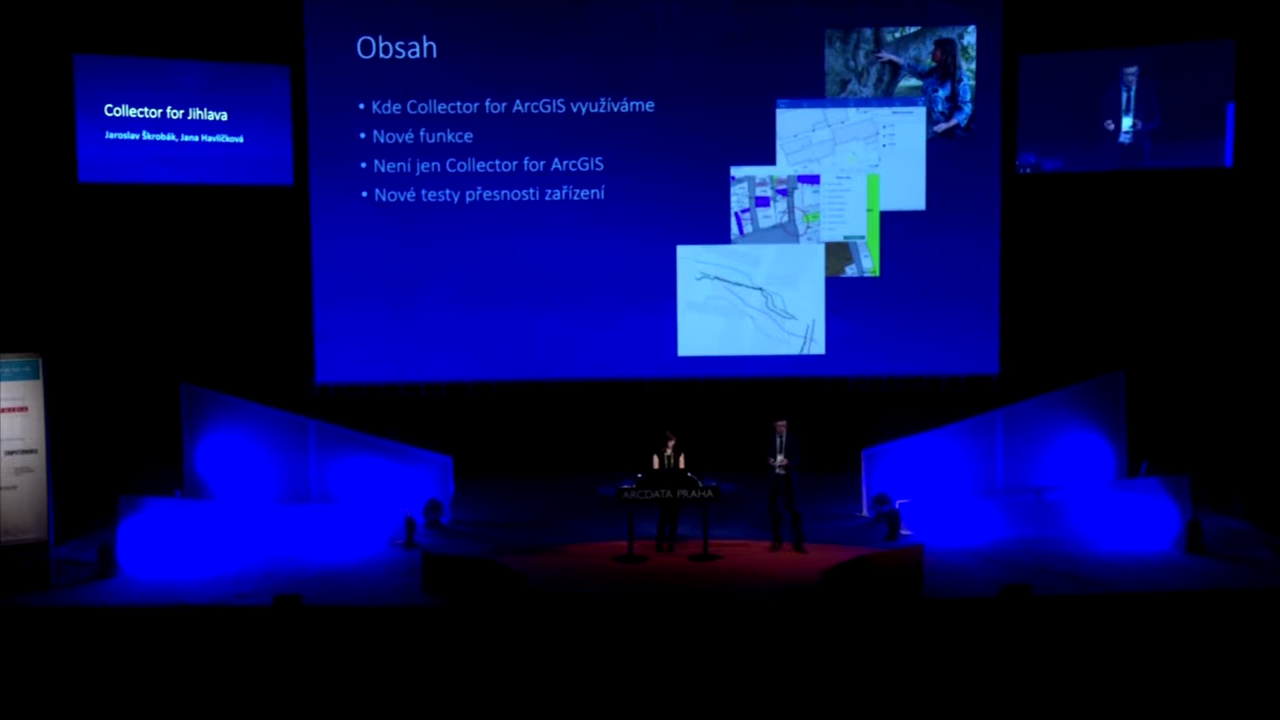 Collector for Jihlava
Jaroslav Škrobák, Jana Havlíčková
Obsah
• Kde Collector for ArcGIS využíváme
• Nové funkce
• Není jen Collector for ArcGIS
• Nové testy přesnosti zařízení
ARCDATA PRAHA